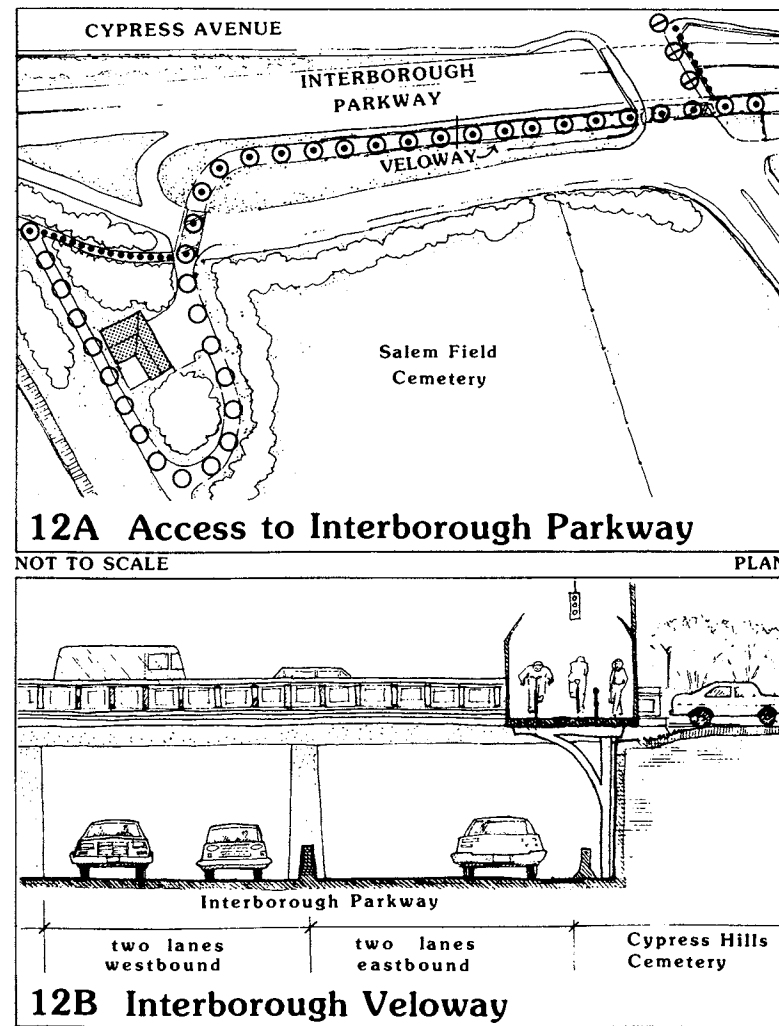 CYPRESS AVENUE
INTERBOROUGH
PARKWAY
VELOWAY
Salem Field
Cemetery
12A Access to Interborough Parkway
NOT TO SCALE
PLAN
Interborough Parkway
two lanes
westbound
two lanes
eastbound
Cypress Hills
Cemetery
12B Interborough Veloway